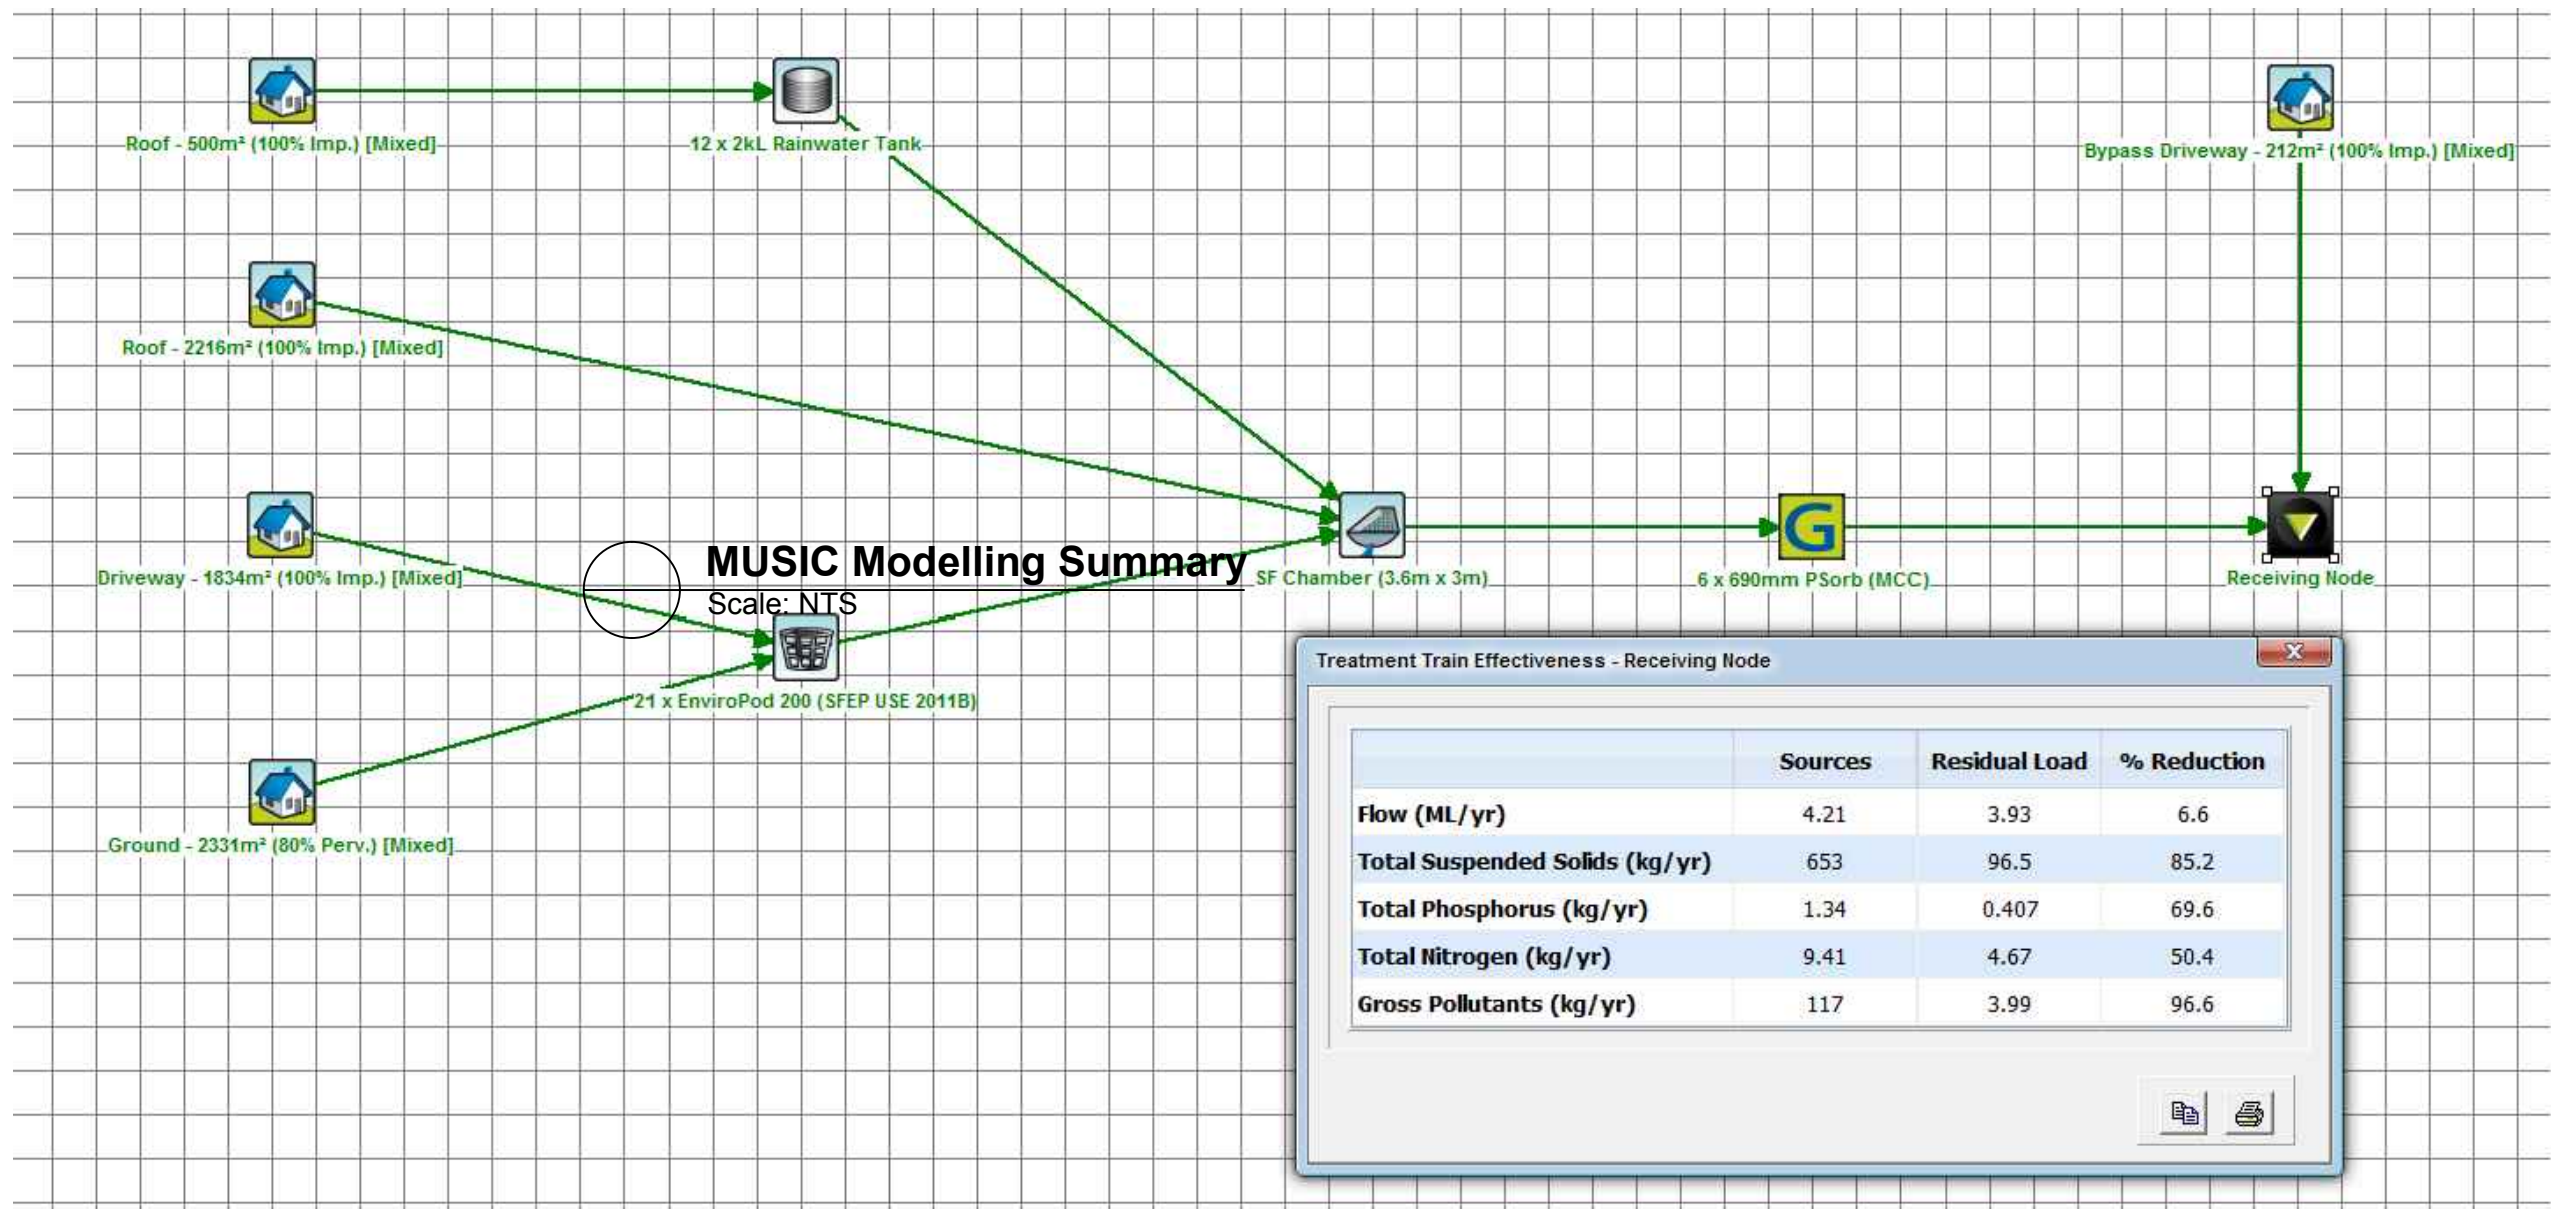 Roof - 500m² (100% Imp.) [Mixed]
12 x 2kL Rainwater Tank
Bypass Driveway - 212m² (100% Imp.) [Mixed]
Roof - 2216m² (100% Imp.) [Mixed]
Driveway - 1834m² (100% Imp.) [Mixed]
MUSIC Modelling Summary
Scale: NTS
SF Chamber (3.6m x 3m)
G
6 x 690mm PSorb (MCC)
Receiving Node
21 x EnviroPod 200 (SFEP USE 2011B)
Ground - 2331m² (80% Perv.) [Mixed]
Treatment Train Effectiveness - Receiving Node
Sources Residual Load % Reduction
Flow (ML/yr) 4.21 3.93 6.6
Total Suspended Solids (kg/yr) 653 96.5 85.2
Total Phosphorus (kg/yr) 1.34 0.407 69.6
Total Nitrogen (kg/yr) 9.41 4.67 50.4
Gross Pollutants (kg/yr) 117 3.99 96.6